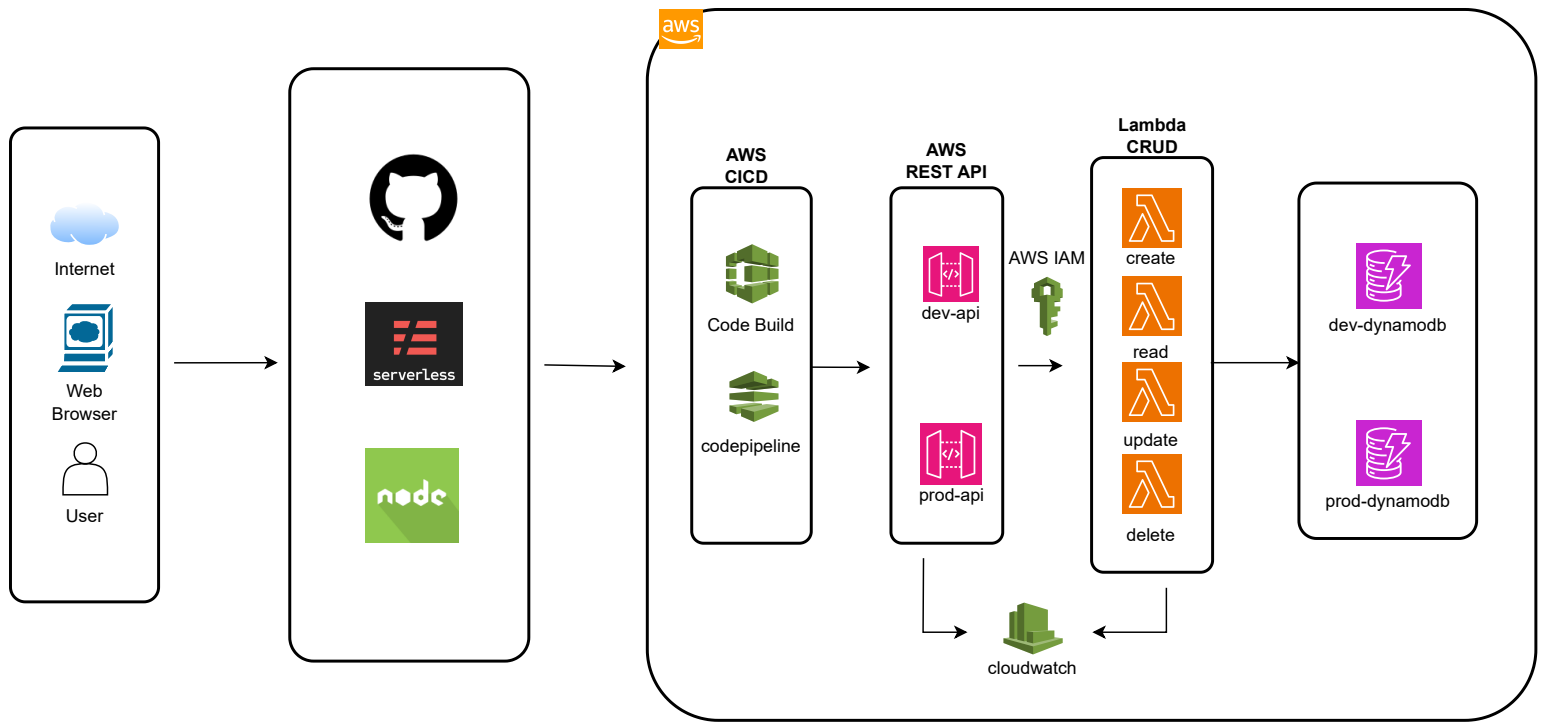 aws
Internet
Web
Browser
User
serverless
node
AWS
CICD
Code Build
codepipeline
AWS
REST API
</>
dev-api
</>
prod-api
AWS IAM
Lambda
CRUD
create
read
update
delete
dev-dynamodb
prod-dynamodb
cloudwatch